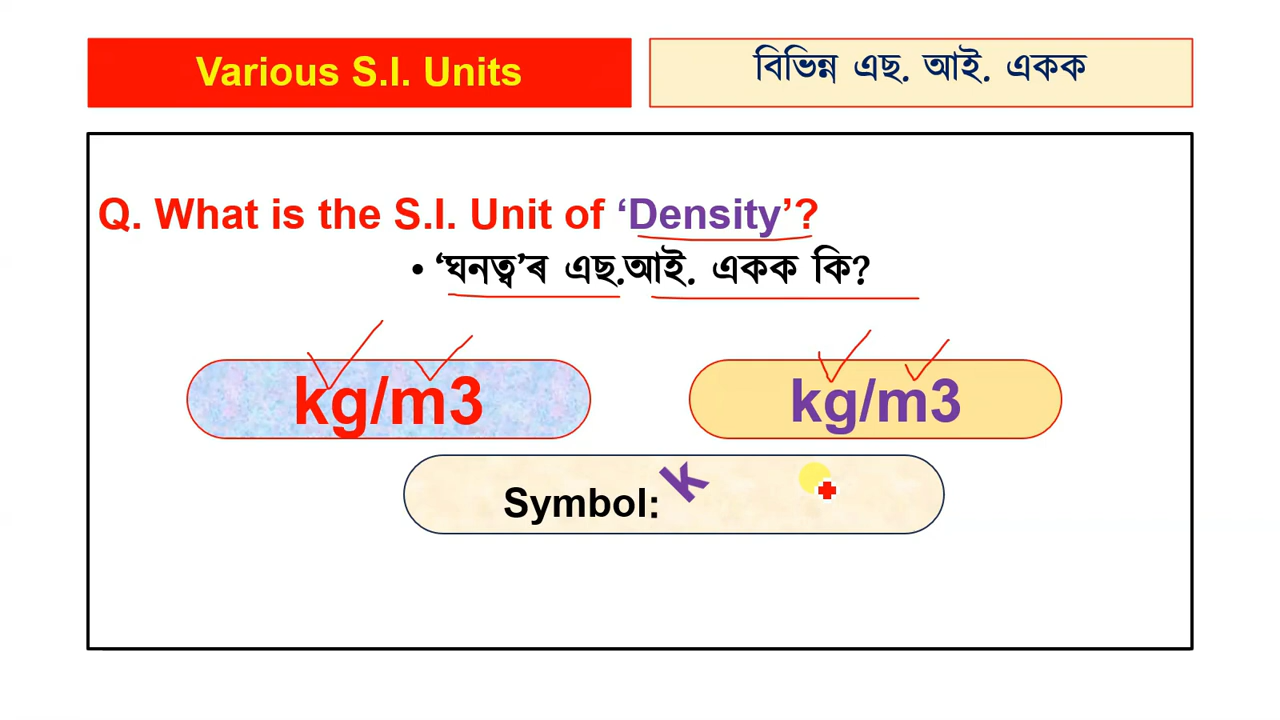 Various S.I. Units
বিভিন্ন এছ. আই. একক
Q. What is the S.I. Unit of ‘Density’?
• ‘ঘনত্ব’ৰ এছ.আই. একক কি?
kg/m3
kg/m3
Symbol: k